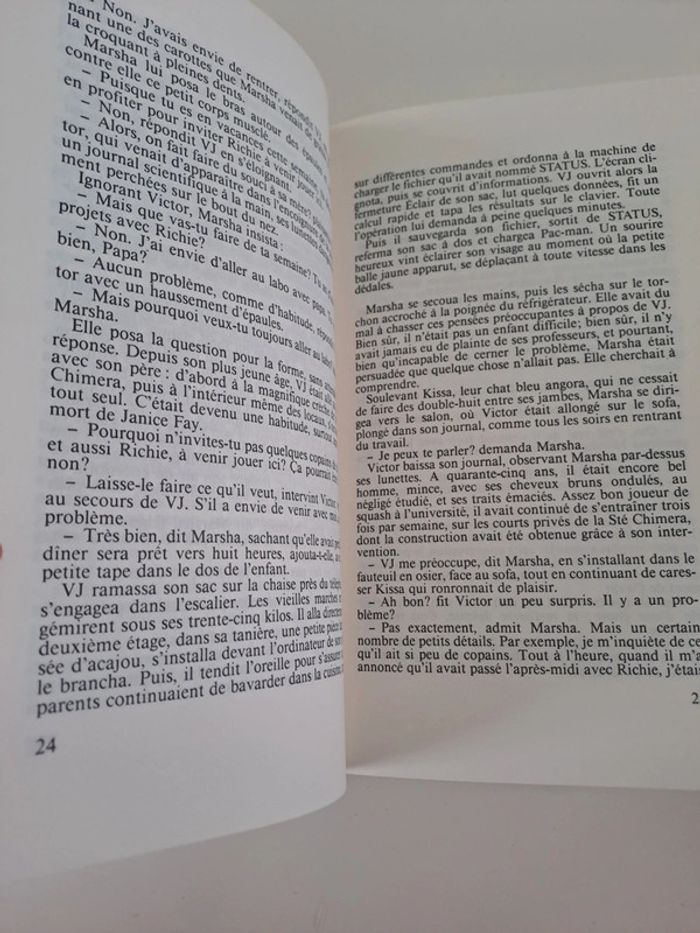 – Non. J'avais envie de rentrer, répondit VJ,
nant une des carottes que Marsha venait de
la croquant à pleines dents.
Marsha lui posa le bras autour des
contre elle ce petit corps musclé.
– Puisque tu es en vacances cette semaine,
en profiter pour inviter Richie à venir jouer
– Non, répondit VJ en s'éloignant.
– Alors, on fait faire du souci à sa mère?
tor, qui venait d'apparaître dans l'encoignure
un journal scientifique à la main, ses lunettes
ment perchées sur le bout du nez.
Ignorant Victor, Marsha insista :
– Mais que vas-tu faire de ta semaine? Tu
projets avec Richie?
– Non. J'ai envie d'aller au labo avec papa.
bien, Papa?
– Aucun problème, comme d'habitude,
tor avec un haussement d'épaules.
– Mais pourquoi veux-tu toujours aller au
Marsha.
Elle posa la question pour la forme, sans
réponse. Depuis son plus jeune âge, VJ était
avec son père : d'abord à la magnifique crèche
Chimera, puis à l'intérieur même des locaux,
tout seul. C'était devenu une habitude, surtout
mort de Janice Fay.
– Pourquoi n'invites-tu pas quelques copains
et aussi Richie, à venir jouer ici? Ça pourrait
non?
– Laisse-le faire ce qu'il veut, intervint Victor,
au secours de VJ. S'il a envie de venir avec
problème.
– Très bien, dit Marsha, sachant qu'elle avait
dîner sera prêt vers huit heures, ajouta-t-elle,
petite tape dans le dos de l'enfant.
VJ ramassa son sac sur la chaise près du
s'engagea dans l'escalier. Les vieilles marches
gémirent sous ses trente-cinq kilos. Il alla
deuxième étage, dans sa tanière, une petite pièce
sée d'acajou, s'installa devant l'ordinateur de son
le brancha. Puis, il tendit l'oreille pour s'assurer
parents continuaient de bavarder dans la cuisine,
24
sur différentes commandes et ordonna à la machine de
charger le fichier qu'il avait nommé STATUS. L'écran cli-
gnota, puis se couvrit d'informations. VJ ouvrit alors la
fermeture Éclair de son sac, lut quelques données, fit un
calcul rapide et tapa les résultats sur le clavier. Toute
l'opération lui demanda à peine quelques minutes.
Puis il sauvegarda son fichier, sortit de STATUS,
referma son sac à dos et chargea Pac-man. Un sourire
heureux vint éclairer son visage au moment où la petite
balle jaune apparut, se déplaçant à toute vitesse dans les
dédales.
Marsha se secoua les mains, puis les sécha sur le tor-
chon accroché à la poignée du réfrigérateur. Elle avait du
mal à chasser ces pensées préoccupantes à propos de VJ.
Bien sûr, il n'était pas un enfant difficile; bien sûr, il n'y
avait jamais eu de plainte de ses professeurs, et pourtant,
bien qu'incapable de cerner le problème, Marsha était
persuadée que quelque chose n'allait pas. Elle cherchait à
comprendre.
Soulevant Kissa, leur chat bleu angora, qui ne cessait
de faire des double-huit entre ses jambes, Marsha se diri-
gea vers le salon, où Victor était allongé sur le sofa,
plongé dans son journal, comme tous les soirs en rentrant
du travail.
– Je peux te parler? demanda Marsha.
Victor baissa son journal, observant Marsha par-dessus
ses lunettes. A quarante-cinq ans, il était encore bel
homme, mince, avec ses cheveux bruns ondulés, au
négligé étudié, et ses traits émaciés. Assez bon joueur de
squash à l'université, il avait continué de s'entraîner trois
fois par semaine, sur les courts privés de la Sté Chimera,
dont la construction avait été obtenue grâce à son inter-
vention.
– VJ me préoccupe, dit Marsha, en s'installant dans le
fauteuil en osier, face au sofa, tout en continuant de cares-
ser Kissa qui ronronnait de plaisir.
– Ah bon? fit Victor un peu surpris. Il y a un pro-
blème?
– Pas exactement, admit Marsha. Mais un certain
nombre de petits détails. Par exemple, je m'inquiète de ce
qu'il ait si peu de copains. Tout à l'heure, quand il m'a
annoncé qu'il avait passé l'après-midi avec Richie, j'étais
2